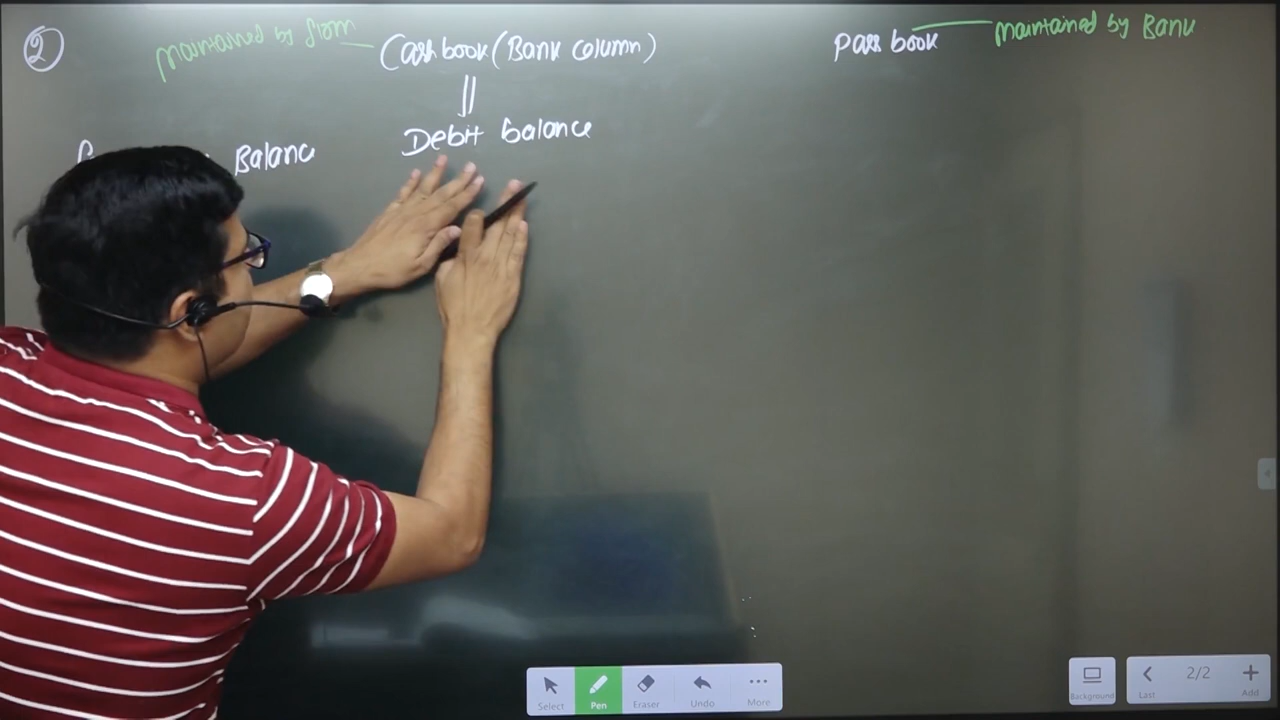 2
Maintained by firm
Cash book (Bank column)
Pass book
Maintained by Bank
Debit balance
Balance
Select
Pen
Eraser
Undo
More
Background
Last
2/2
Add